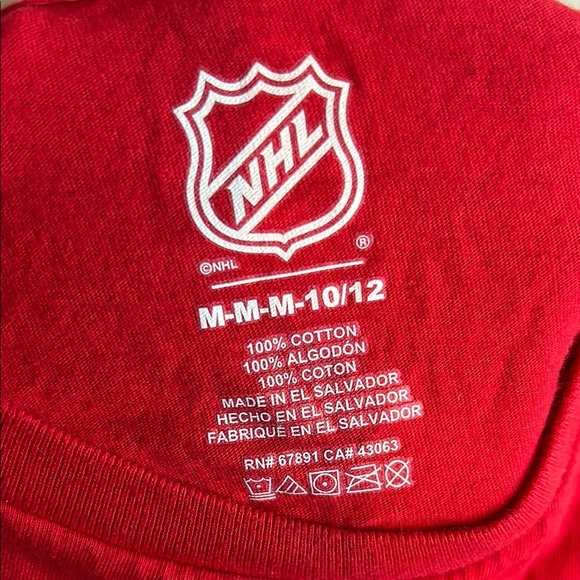 NHL
©NHL ®
M-M-M-10/12
100% COTTON
100% ALGODÓN
100% COTON
MADE IN EL SALVADOR
HECHO EN EL SALVADOR
FABRIQUÉ EN EL SALVADOR
RN# 67891 CA# 43063